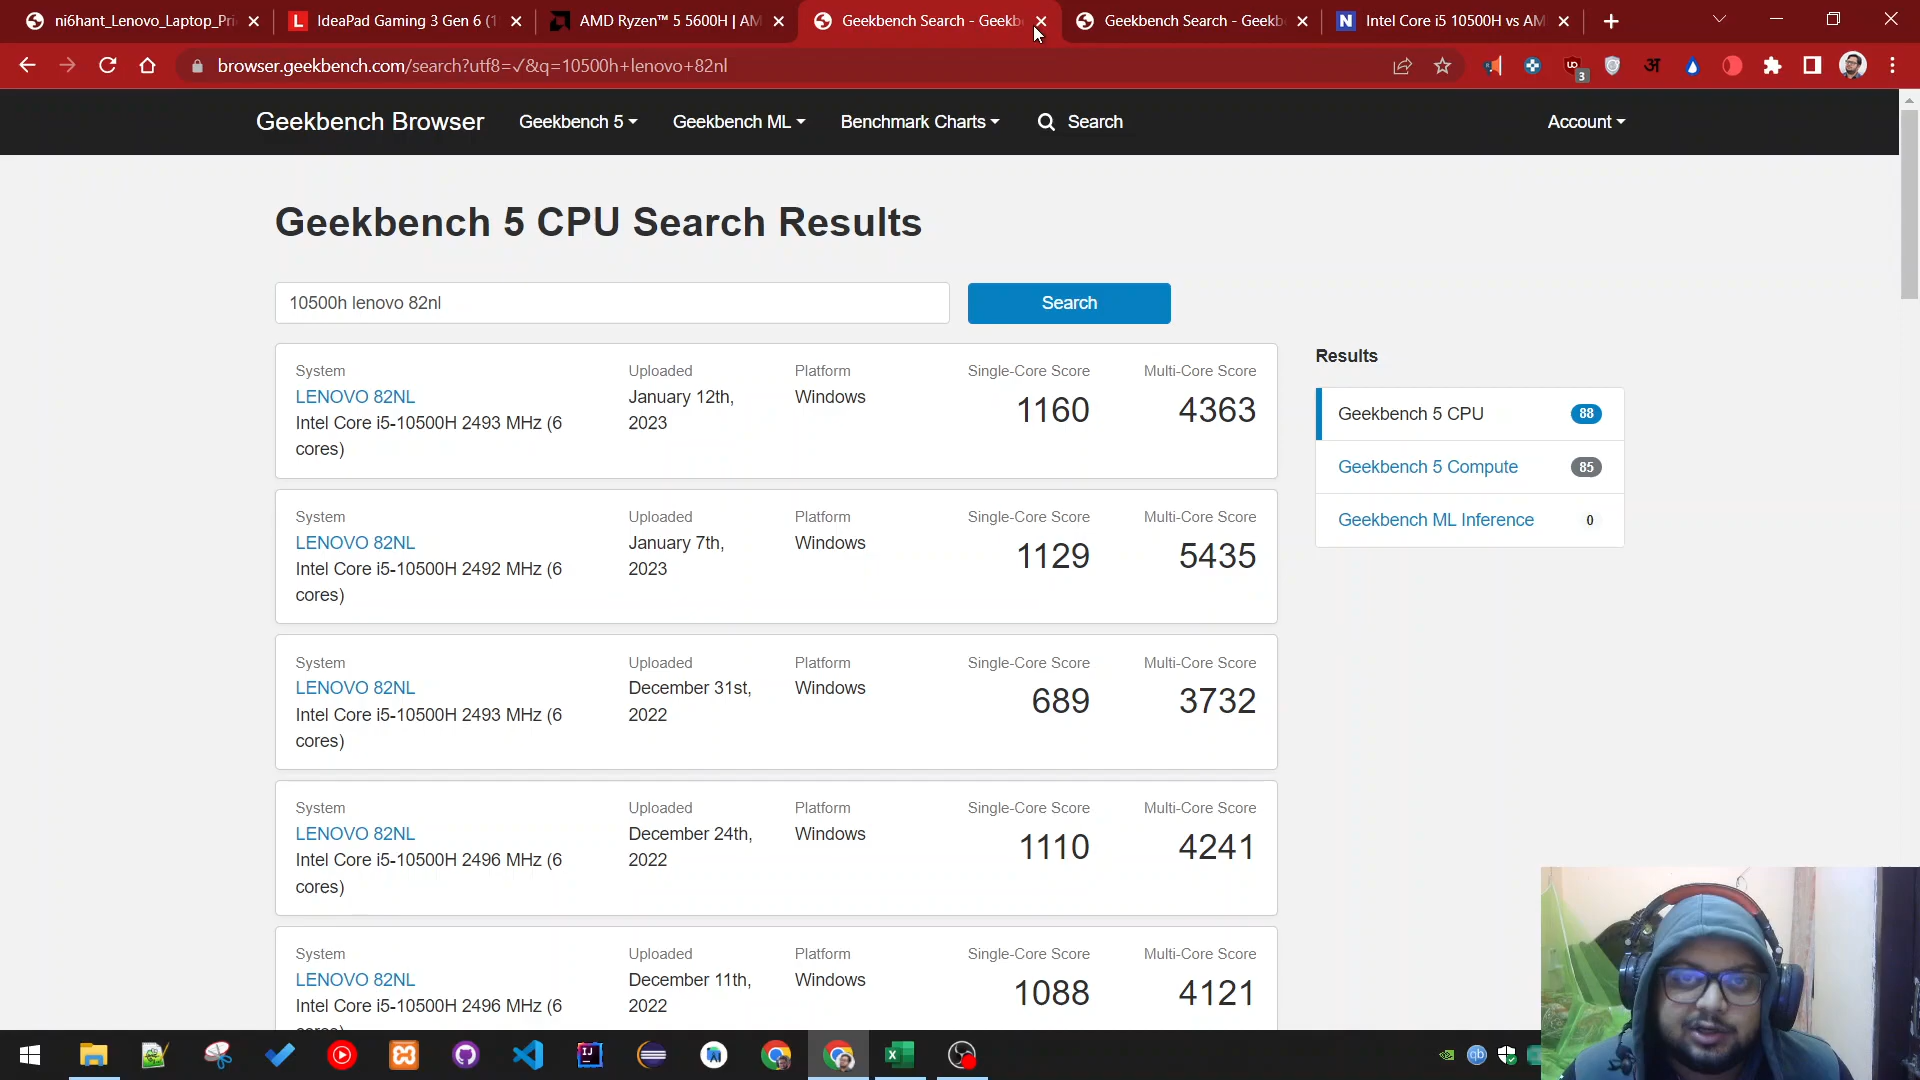 ni6hant_Lenovo_Laptop_Pri
IdeaPad Gaming 3 Gen 6 (1
AMD Ryzen™ 5 5600H | AM
Geekbench Search - Geekb
Geekbench Search - Geekb
Intel Core i5 10500H vs AM
browser.geekbench.com/search?utf8=✓&q=10500h+lenovo+82nl
3
Geekbench Browser
Geekbench 5
Geekbench ML
Benchmark Charts
Search
Account
Geekbench 5 CPU Search Results
10500h lenovo 82nl
Search
System
Uploaded
Platform
Single-Core Score
Multi-Core Score
LENOVO 82NL
Intel Core i5-10500H 2493 MHz (6
cores)
January 12th,
2023
Windows
1160
4363
System
Uploaded
Platform
Single-Core Score
Multi-Core Score
LENOVO 82NL
Intel Core i5-10500H 2492 MHz (6
cores)
January 7th,
2023
Windows
1129
5435
System
Uploaded
Platform
Single-Core Score
Multi-Core Score
LENOVO 82NL
Intel Core i5-10500H 2493 MHz (6
cores)
December 31st,
2022
Windows
689
3732
System
Uploaded
Platform
Single-Core Score
Multi-Core Score
LENOVO 82NL
Intel Core i5-10500H 2496 MHz (6
cores)
December 24th,
2022
Windows
1110
4241
System
Uploaded
Platform
Single-Core Score
Multi-Core Score
LENOVO 82NL
Intel Core i5-10500H 2496 MHz (6
cores)
December 11th,
2022
Windows
1088
4121
Results
Geekbench 5 CPU
88
Geekbench 5 Compute
85
Geekbench ML Inference
0